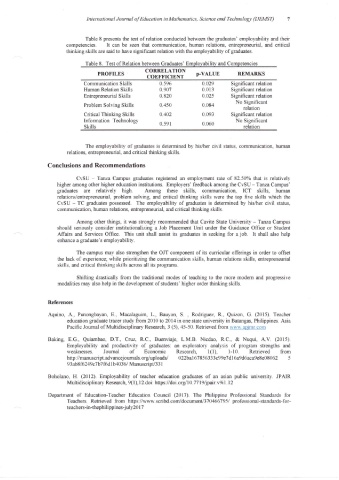 International Journal of Education in Mathematics, Science and Technology (IJEMST) 7
Table 8 presents the test of relation conducted between the graduates' employability and their
competencies. It can be seen that communication, human relations, entrepreneurial, and critical
thinking skills are said to have significant relation with the employability of graduates.
Table 8. Test of Relation between Graduates' Employability and Competencies
PROFILES CORRELATION COEFFICIENT p-VALUE REMARKS
Communication Skills 0.596 0.029 Significant relation
Human Relation Skills 0.907 0.013 Significant relation
Entrepreneurial Skills 0.820 0.025 Significant relation
Problem Solving Skills 0.450 0.084 No Significant relation
Critical Thinking Skills 0.402 0.093 Significant relation
Information Technology Skills 0.591 0.060 No Significant relation
The employability of graduates is determined by his/her civil status, communication, human
relations, entrepreneurial, and critical thinking skills.
Conclusions and Recommendations
CvSU – Tanza Campus graduates registered an employment rate of 82.50% that is relatively
higher among other higher education institutions. Employers' feedback among the CvSU – Tanza Campus'
graduates are relatively high. Among these skills, communication, ICT skills, human
relations/entrepreneurial, problem solving, and critical thinking skills were the top five skills which the
CvSU – TC graduates possessed. The employability of graduates is determined by his/her civil status,
communication, human relations, entrepreneurial, and critical thinking skills.
Among other things, it was strongly recommended that Cavite State University – Tanza Campus
should seriously consider institutionalizing a Job Placement Unit under the Guidance Office or Student
Affairs and Services Office. This unit shall assist to graduates in seeking for a job. It shall also help
enhance a graduate's employability.
The campus may also strengthen the OJT component of its curricular offerings in order to offset
the lack of experience, while prioritizing the communication skills, human relations skills, entrepreneurial
skills, and critical thinking skills across all its programs.
Shifting drastically from the traditional modes of teaching to the more modern and progressive
modalities may also help in the development of students' higher order thinking skills.
References
Aquino, A., Punongbayan, E., Macalaguim, L., Bauyon, S., Rodriguez, R., Quizon, G. (2015) Teacher
education graduate tracer study from 2010 to 2014 in one state university in Batangas, Philippines. Asia
Pacific Journal of Multidisciplinary Research, 3 (5), 45-50. Retrieved from www.apjmr.com
Baking, E.G., Quiambao, D.T., Cruz, R.C., Buenviaje, L.M.B. Nicdao, R.C., & Nuqui, A.V. (2015).
Employability and productivity of graduates: an exploratory analysis of program strengths and
weaknesses. Journal of Economic Research, 1(1), 1-10. Retrieved from
Boholano, H. (2012). Employability of teacher education graduates of an asian public university. JPAIR
Multidisciplinary Research, 9(1),12.doi: https://doi.org/10.7719/jpair.v9i1.12
Department of Education-Teacher Education Council (2017). The Philippine Professional Standards for
Teachers. Retrieved from https://www.scribd.com/document/370466795/ professional-standards-for-
teachers-in-thephilippines-july2017